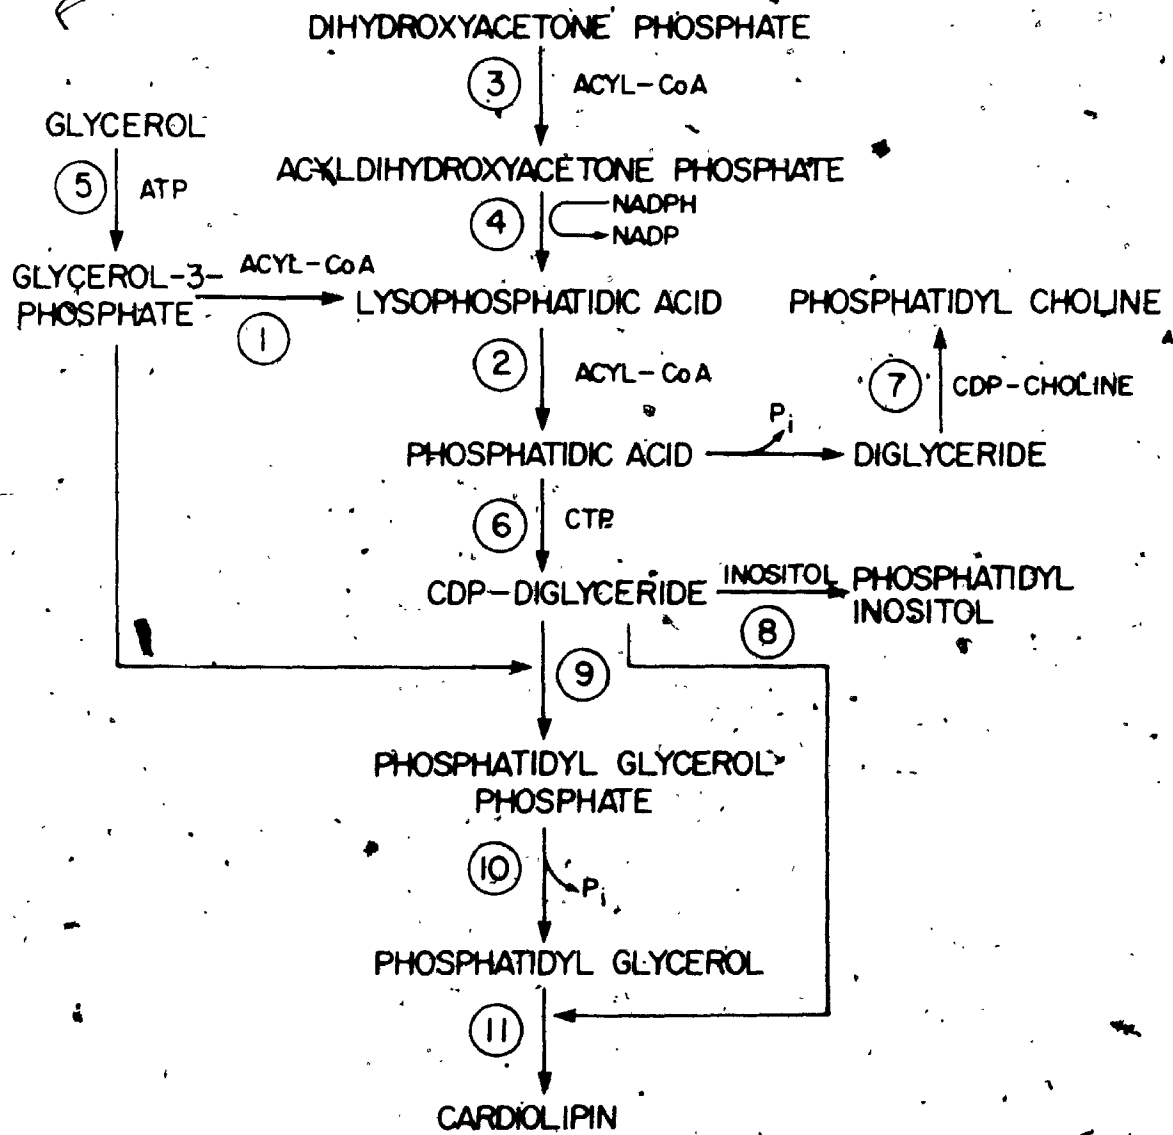 DIHYDROXYACETONE PHOSPHATE
3
ACYL-CoA
GLYCEROL
5
ATP
ACYLDIHYDROXYACETONE PHOSPHATE
4
NADPH
NADP
GLYCEROL-3-
PHOSPHATE
ACYL-CoA
1
LYSOPHOSPHATIDIC ACID
PHOSPHATIDYL CHOLINE
2
ACYL-CoA
7
CDP-CHOLINE
PHOSPHATIDIC ACID
Pi
DIGLYCERIDE
6
CTP
CDP-DIGLYCERIDE
INOSITOL
8
PHOSPHATIDYL
INOSITOL
9
PHOSPHATIDYL GLYCEROL
PHOSPHATE
10
Pi
PHOSPHATIDYL GLYCEROL
11
CARDIOLIPIN